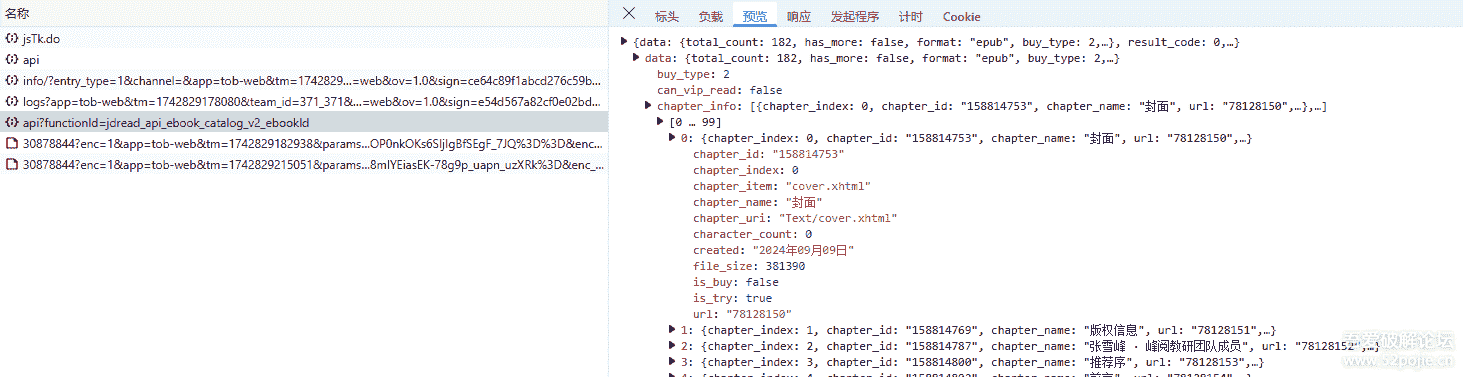 名称
jsTk.do
api
info/?entry_type=1&channel=&app=tob-web&tm=1742829...=web&ov=1.0&sign=ce64c89f1abcd276c59b...
logs?app=tob-web&tm=1742829178080&team_id=371_371&...=web&ov=1.0&sign=e54d567a82cf0e02bd...
api?functionId=jdread_api_ebook_catalog_v2_ebookId
30878844?enc=1&app=tob-web&tm=1742829182938&params...OP0nkOKs6SljIgBfSEgF_7JQ%3D%3D&enc...
30878844?enc=1&app=tob-web&tm=1742829215051&params...8mIYEiasEK-78g9p_uapn_uzXRk%3D&enc_...
标头 负载 预览 响应 发起程序 计时 Cookie
{data: {total_count: 182, has_more: false, format: "epub", buy_type: 2,…}, result_code: 0,…}
data: {total_count: 182, has_more: false, format: "epub", buy_type: 2,…}
buy_type: 2
can_vip_read: false
chapter_info: [{chapter_index: 0, chapter_id: "158814753", chapter_name: "封面", url: "78128150",…},…]
[0 … 99]
0: {chapter_index: 0, chapter_id: "158814753", chapter_name: "封面", url: "78128150",…}
chapter_id: "158814753"
chapter_index: 0
chapter_item: "cover.xhtml"
chapter_name: "封面"
chapter_uri: "Text/cover.xhtml"
character_count: 0
created: "2024年09月09日"
file_size: 381390
is_buy: false
is_try: true
url: "78128150"
1: {chapter_index: 1, chapter_id: "158814769", chapter_name: "版权信息", url: "78128151",…}
2: {chapter_index: 2, chapter_id: "158814787", chapter_name: "张雪峰 · 峰阅教研团队成员", url: "78128152",…}
3: {chapter_index: 3, chapter_id: "158814800", chapter_name: "推荐序", url: "78128153",…}
吾爱破解论坛
www.52pojie.cn